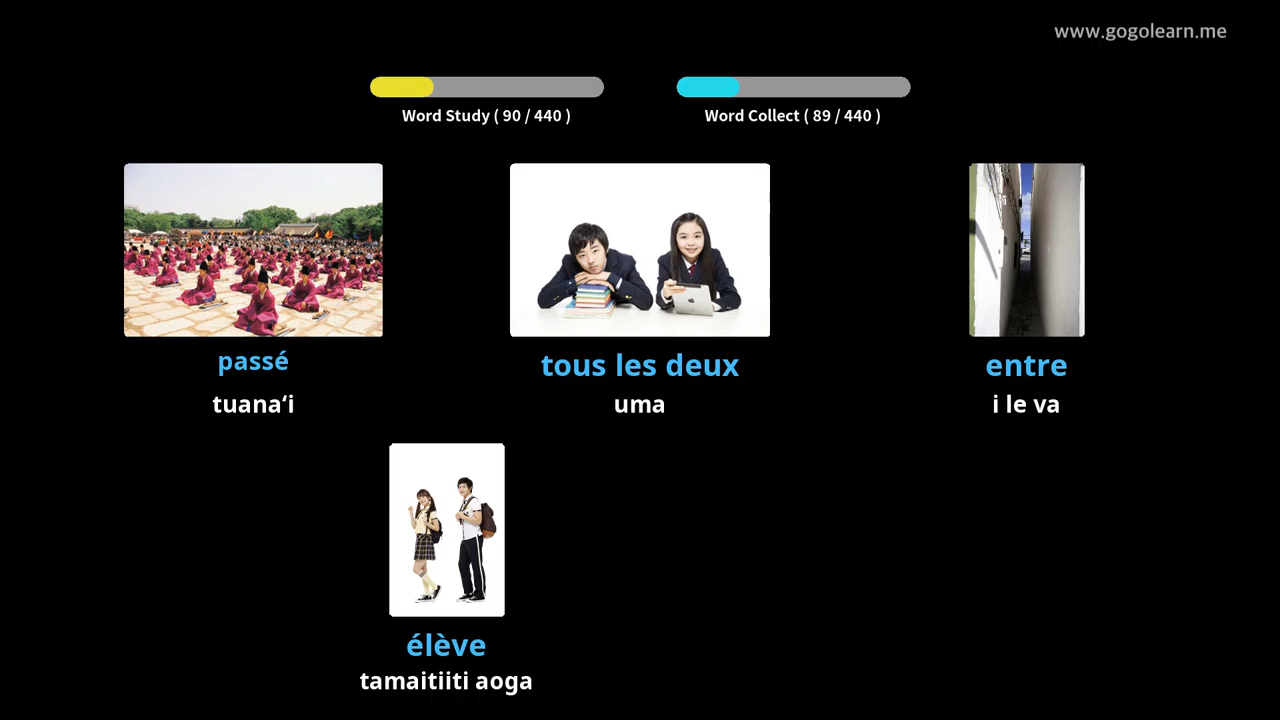 www.gogolearn.me
Word Study ( 90 / 440 )
Word Collect ( 89 / 440 )
passé
tuana‘i
tous les deux
uma
entre
i le va
élève
tamaitiiti aoga